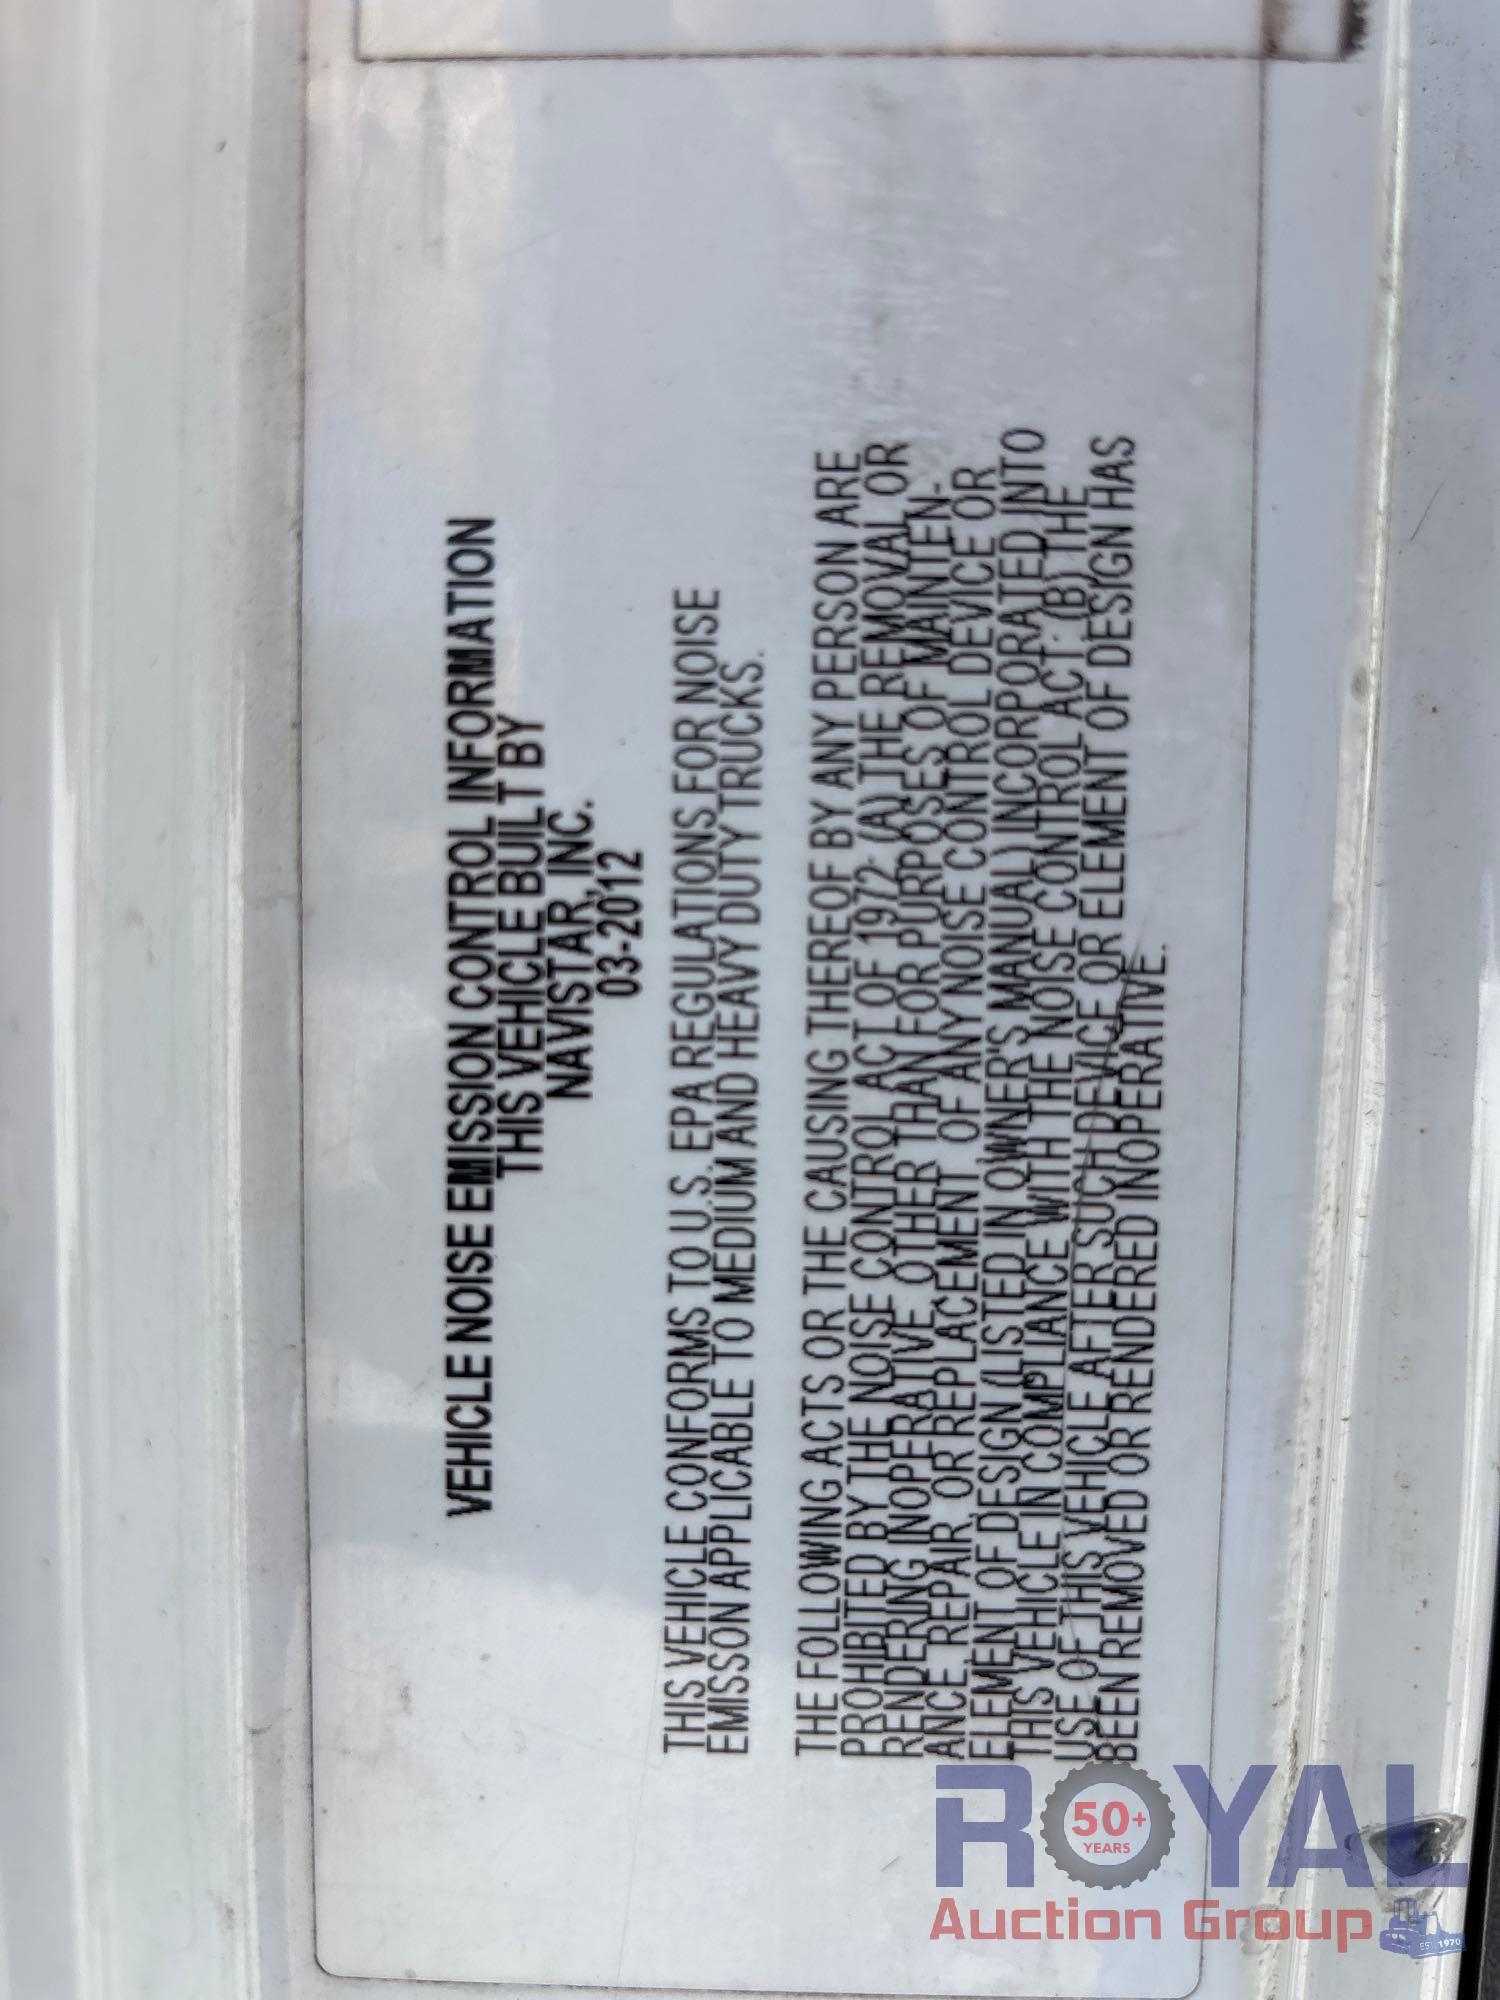 VEHICLE NOISE EMISSION CONTROL INFORMATION
THIS VEHICLE BUILT BY
NAVISTAR, INC.
03-2012
THIS VEHICLE CONFORMS TO U.S. EPA REGULATIONS FOR NOISE
EMISSON APPLICABLE TO MEDIUM AND HEAVY DUTY TRUCKS.
THE FOLLOWING ACTS OR THE CAUSING THEREOF BY ANY PERSON ARE
PROHIBITED BY THE NOISE CONTROL ACT OF 1972. (A) THE REMOVAL OR
RENDERING INOPERATIVE, OTHER THAN FOR PURPOSES OF MAINTEN-
ANCE, REPAIR, OR REPLACEMENT OF ANY NOISE CONTROL DEVICE OR
ELEMENT OF DESIGN (LISTED IN OWNER'S MANUAL) INCORPORATED INTO
THIS VEHICLE IN COMPLIANCE WITH THE NOISE CONTROL ACT: (B) THE
USE OF THIS VEHICLE AFTER SUCH DEVICE OR ELEMENT OF DESIGN HAS
BEEN REMOVED OR RENDERED INOPERATIVE.
ROYAL
50+
YEARS
Auction Group
EST. 1970